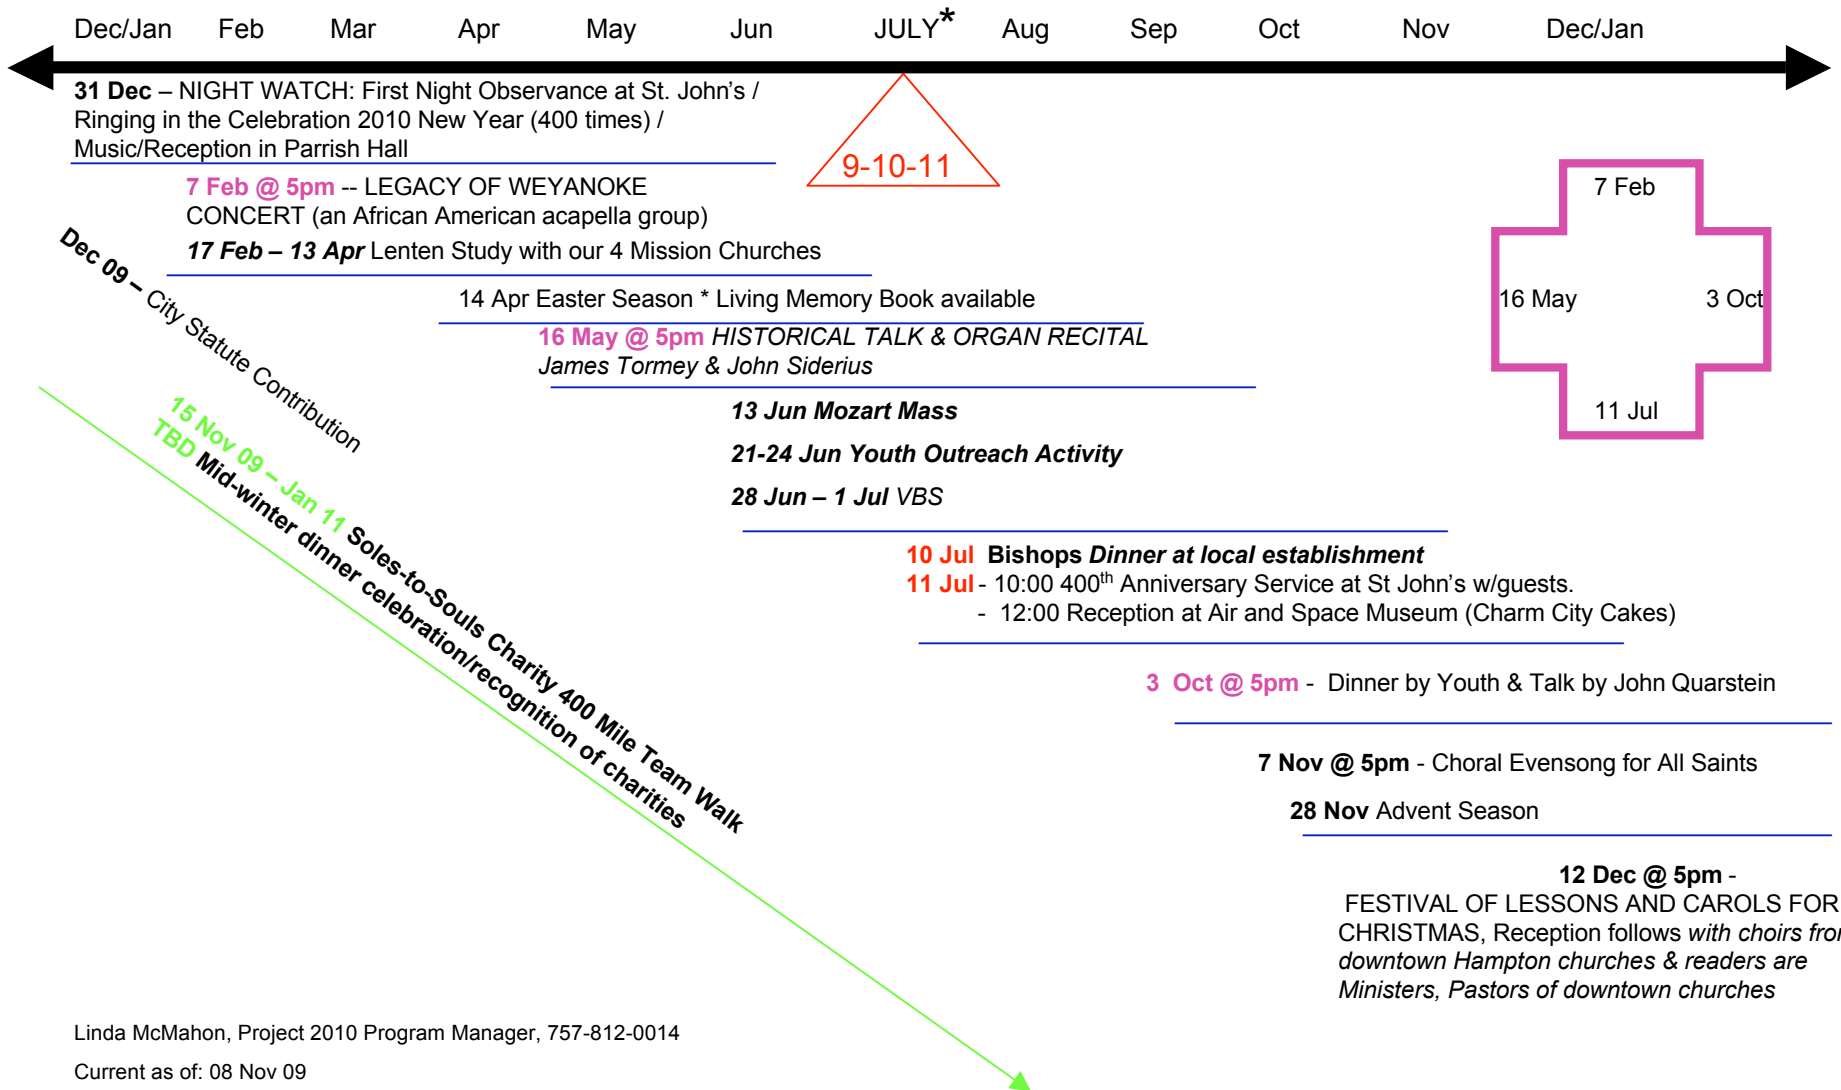 Dec/Jan Feb Mar Apr May Jun JULY* Aug Sep Oct Nov Dec/Jan
31 Dec – NIGHT WATCH: First Night Observance at St. John's /
Ringing in the Celebration 2010 New Year (400 times) /
Music/Reception in Parrish Hall
9-10-11
7 Feb @ 5pm -- LEGACY OF WEYANOKE
CONCERT (an African American acapella group)
17 Feb – 13 Apr Lenten Study with our 4 Mission Churches
14 Apr Easter Season * Living Memory Book available
16 May @ 5pm HISTORICAL TALK & ORGAN RECITAL
James Tormey & John Siderius
7 Feb
16 May 3 Oct
11 Jul
Dec 09 – City Statute Contribution
15 Nov 09 – Jan 11 Soles-to-Souls Charity 400 Mile Team Walk
TBD Mid-winter dinner celebration/recognition of charities
13 Jun Mozart Mass
21-24 Jun Youth Outreach Activity
28 Jun – 1 Jul VBS
10 Jul Bishops Dinner at local establishment
11 Jul - 10:00 400th Anniversary Service at St John's w/guests.
- 12:00 Reception at Air and Space Museum (Charm City Cakes)
3 Oct @ 5pm - Dinner by Youth & Talk by John Quarstein
7 Nov @ 5pm - Choral Evensong for All Saints
28 Nov Advent Season
12 Dec @ 5pm -
FESTIVAL OF LESSONS AND CAROLS FOR
CHRISTMAS, Reception follows with choirs from
downtown Hampton churches & readers are
Ministers, Pastors of downtown churches
Linda McMahon, Project 2010 Program Manager, 757-812-0014
Current as of: 08 Nov 09